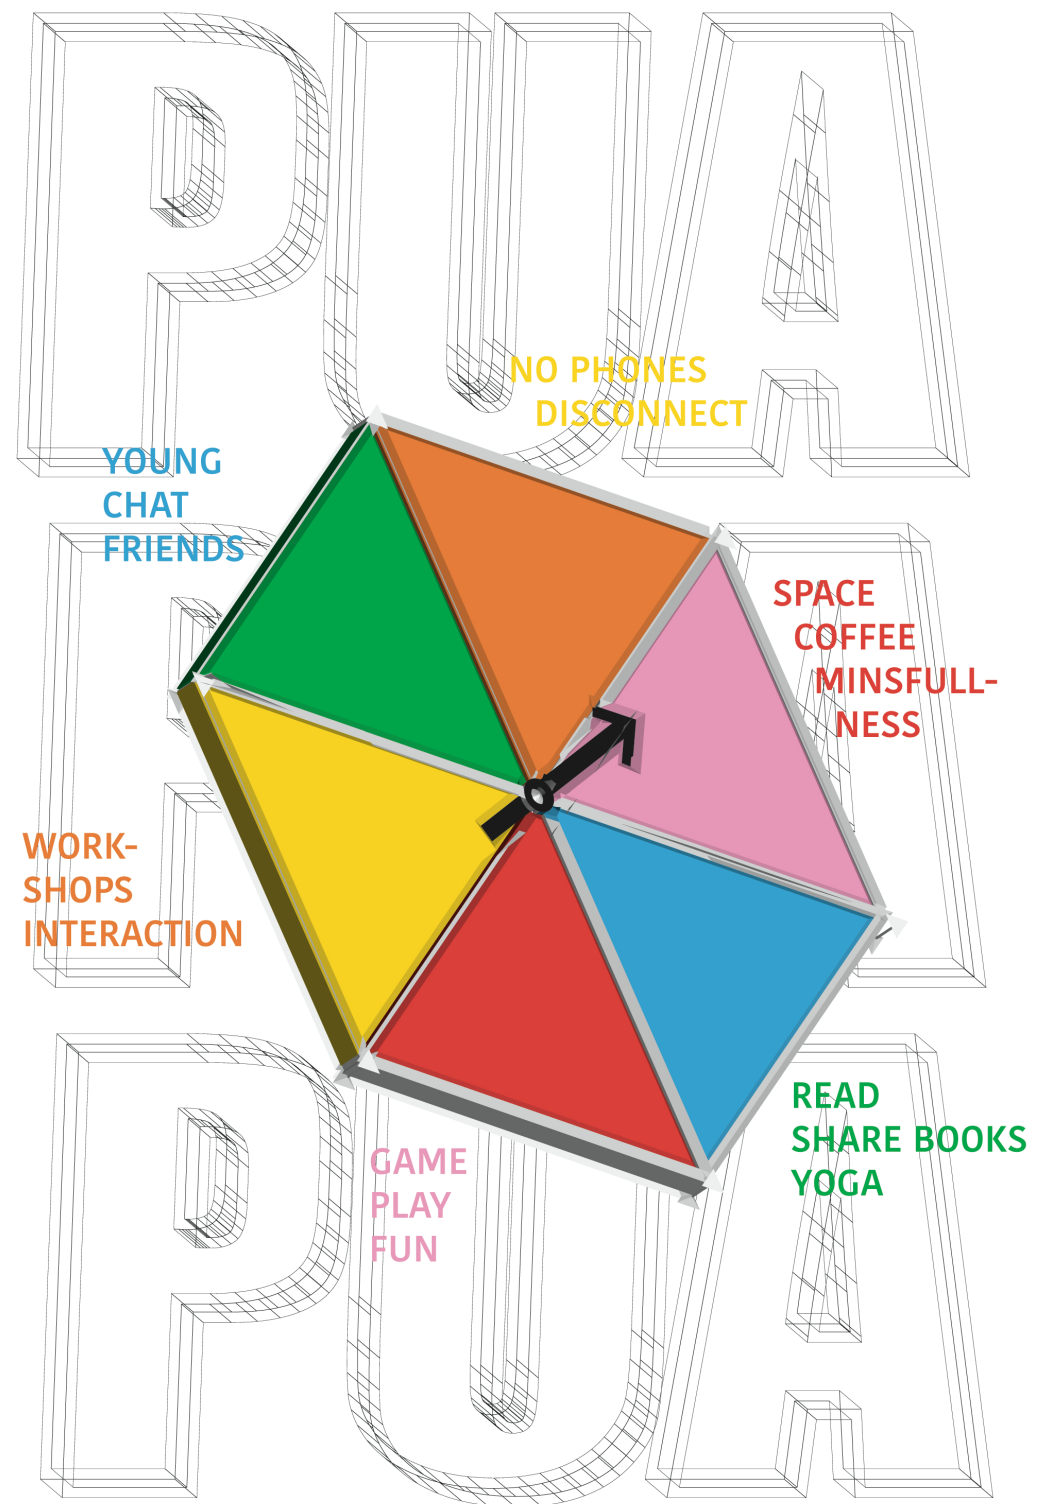 PUA
NO PHONES
DISCONNECT
YOUNG
CHAT
FRIENDS
PUA
SPACE
COFFEE
MINSFULL-
NESS
WORK-
SHOPS
INTERACTION
PUA
READ
SHARE BOOKS
YOGA
GAME
PLAY
FUN